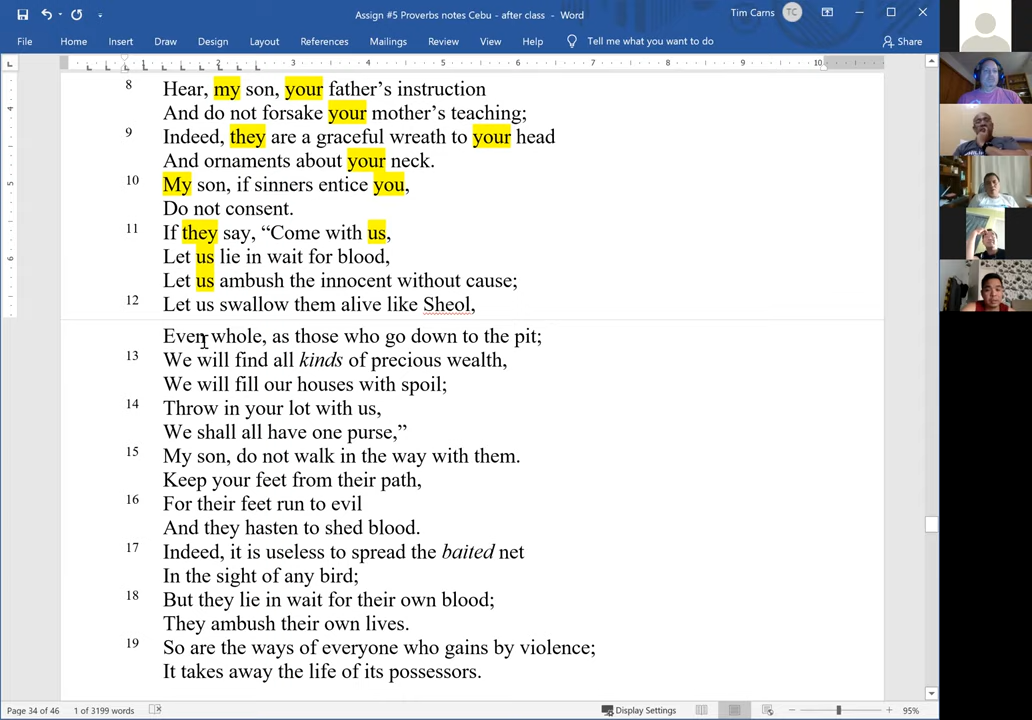 Assign #5 Proverbs notes Cebu - after class - Word
Tim Carns TC
File Home Insert Draw Design Layout References Mailings Review View Help Tell me what you want to do Share
1 2 3 4 5 6 7 8 9 10
8 Hear, my son, your father's instruction
And do not forsake your mother's teaching;
9 Indeed, they are a graceful wreath to your head
And ornaments about your neck.
10 My son, if sinners entice you,
Do not consent.
11 If they say, “Come with us,
Let us lie in wait for blood,
Let us ambush the innocent without cause;
12 Let us swallow them alive like Sheol,
Even whole, as those who go down to the pit;
13 We will find all kinds of precious wealth,
We will fill our houses with spoil;
14 Throw in your lot with us,
We shall all have one purse,”
15 My son, do not walk in the way with them.
Keep your feet from their path,
16 For their feet run to evil
And they hasten to shed blood.
17 Indeed, it is useless to spread the baited net
In the sight of any bird;
18 But they lie in wait for their own blood;
They ambush their own lives.
19 So are the ways of everyone who gains by violence;
It takes away the life of its possessors.
Page 34 of 46 1 of 3199 words Display Settings 95%